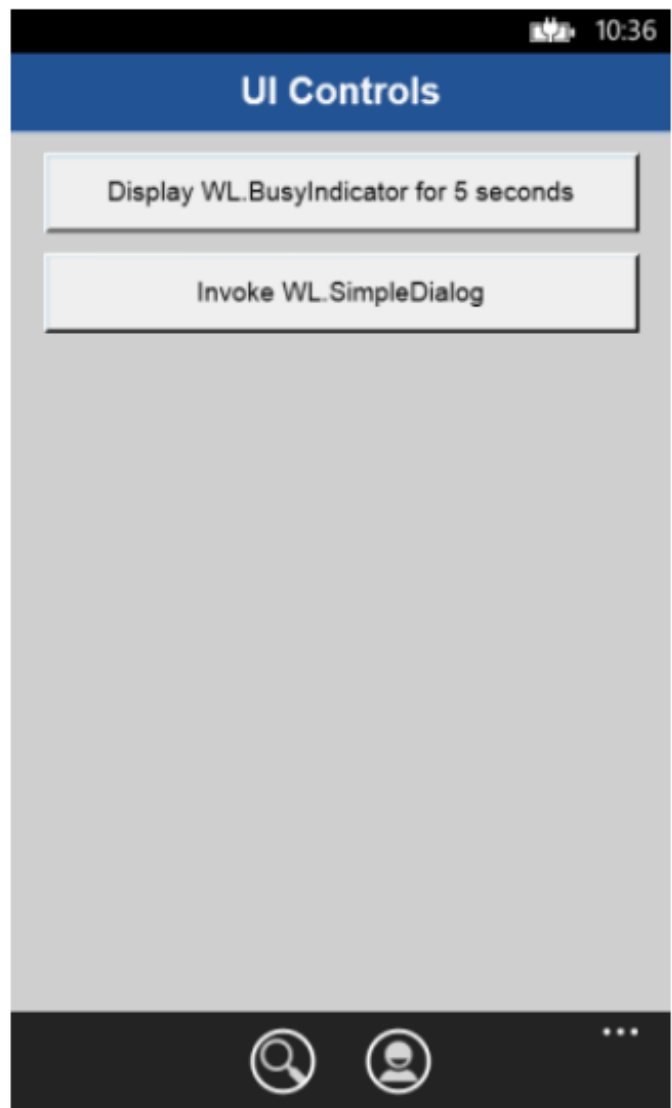 10:36
UI Controls
Display WL.BusyIndicator for 5 seconds
Invoke WL.SimpleDialog